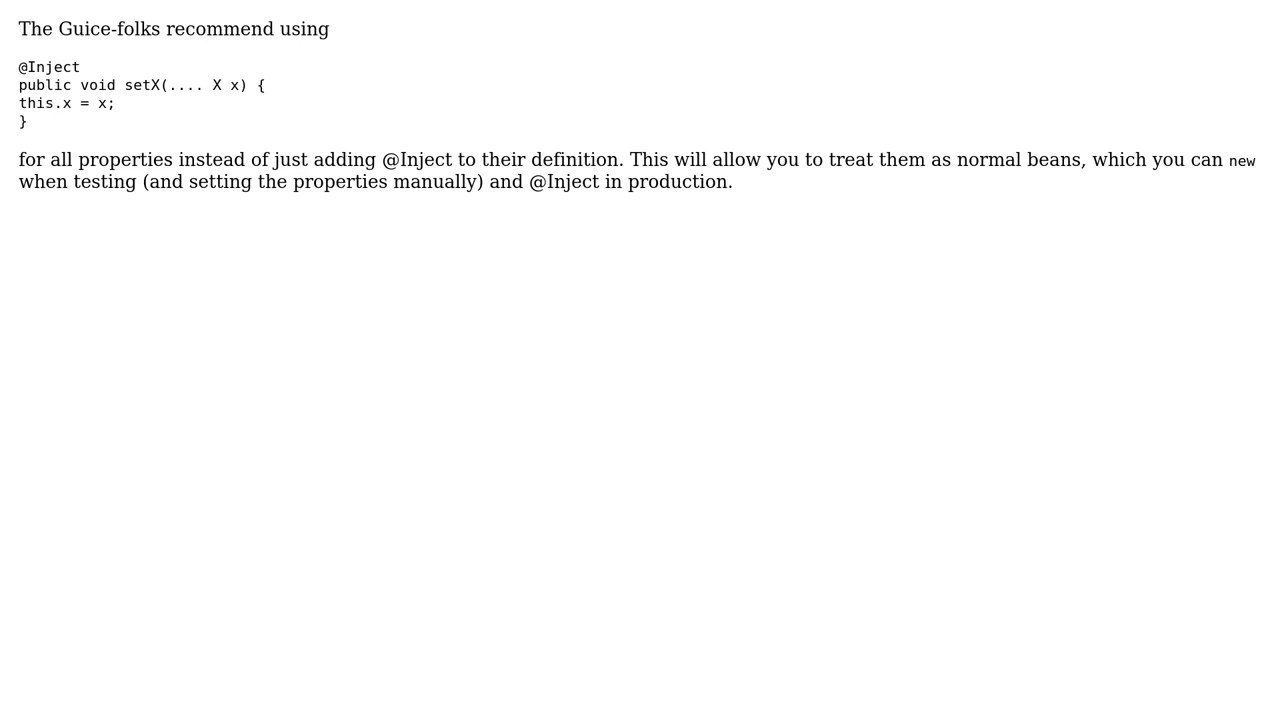 The Guice-folks recommend using
@Inject
public void setX(.... X x) {
this.x = x;
}
for all properties instead of just adding @Inject to their definition. This will allow you to treat them as normal beans, which you can new
when testing (and setting the properties manually) and @Inject in production.